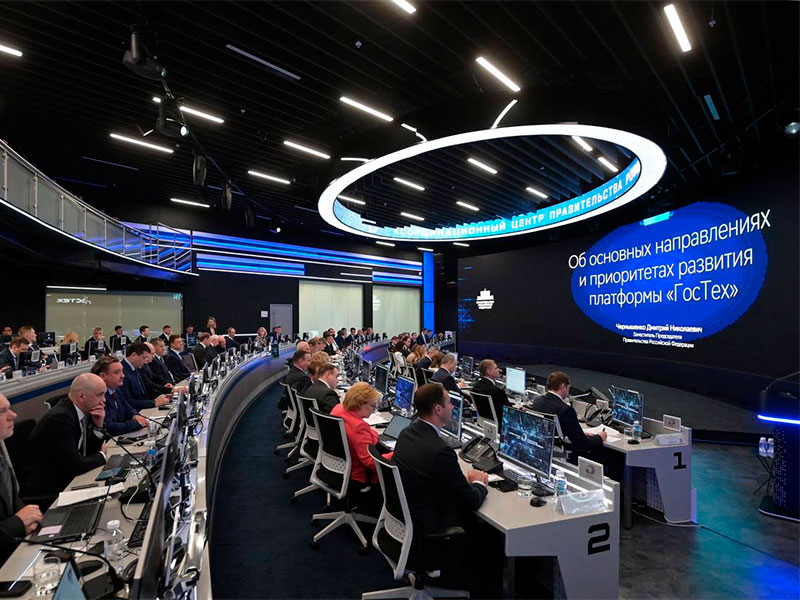 КООРДИНАЦИОННЫЙ ЦЕНТР ПРАВИТЕЛЬСТВА
Об основных направлениях
и приоритетах развития
платформы «ГосТех»
Чернышенко Дмитрий Николаевич
Заместитель Председателя
Правительства Российской Федерации
1
2